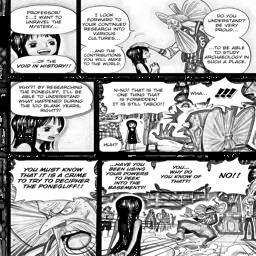 PROFESSOR!
I...I WANT TO
UNRAVEL THE
MYSTERY...
...OF THE
VOID IN HISTORY!!
I LOOK
FORWARD TO
YOUR CONTINUED
RESEARCH INTO
VARIOUS
CULTURES...
...AND THE
CONTRIBUTIONS
YOU WILL MAKE
TO THE WORLD.
DO YOU
UNDERSTAND?
BE VERY
PROUD...
...TO BE ABLE
TO STUDY
ARCHAEOLOGY IN
SUCH A PLACE.
WHY?! BY RESEARCHING
THE PONEGLIFF, I'LL BE
ABLE TO UNDERSTAND
WHAT HAPPENED DURING
THE 100 BLANK YEARS,
RIGHT?!
N-NO! THAT IS THE
ONE THING THAT
IS FORBIDDEN!
IT IS STILL TABOO!!
HUH!?
WHA...
!!!
YOU MUST KNOW
THAT IT IS A CRIME
TO TRY TO DECIPHER
THE PONEGLIFF!!
...HAVE YOU
BEEN USING
YOUR POWERS
TO PEEK
INTO THE
BASEMENT?!
YOU...
WHY DO
YOU KNOW OF
THAT?!
NO!!